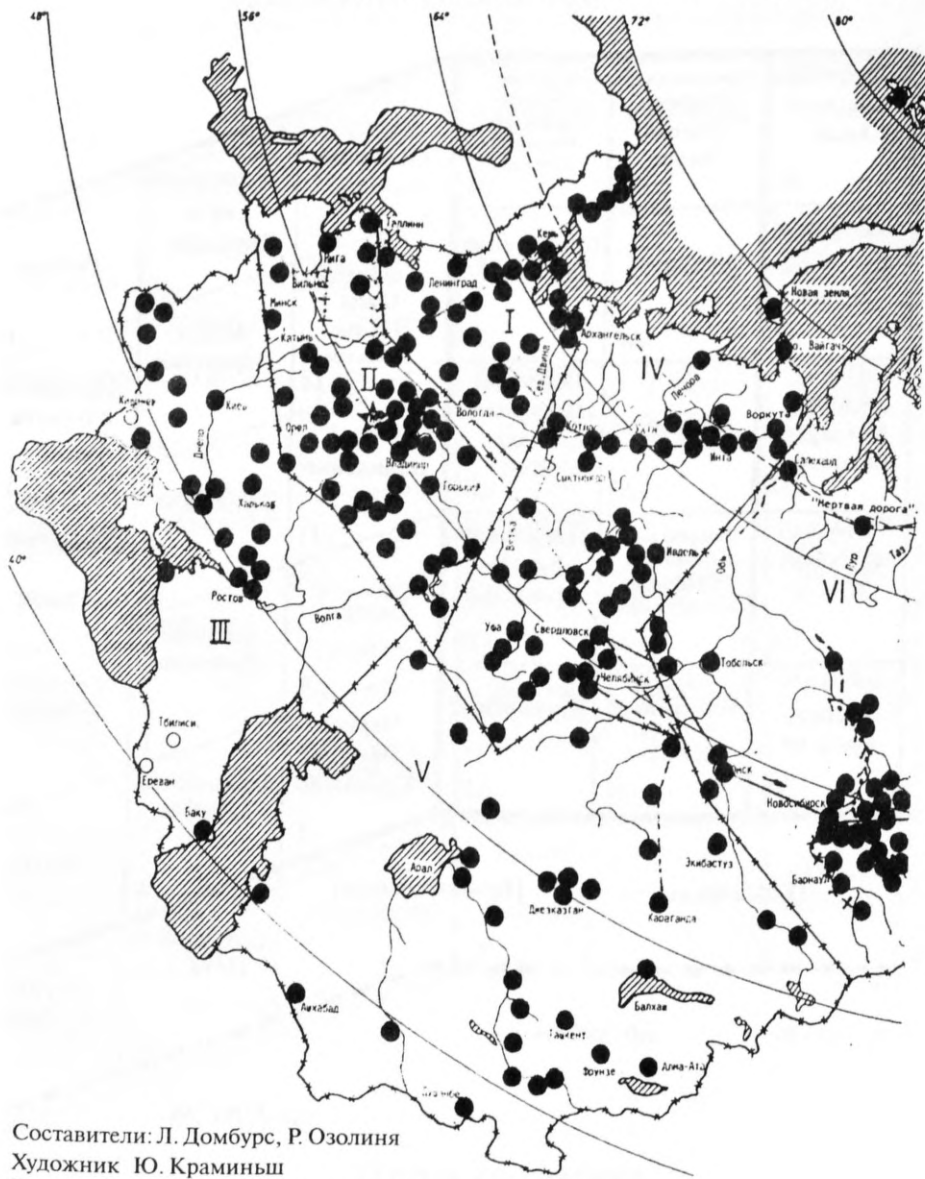 48°
56°
64°
72°
80°
Таллинн
Кемь
Рига
Вильнюс
Ленинград
I
Новая земля
Минск
Архангельск
о. Вайгач
Катынь
Сев. Двина
IV
II
Печора
Кишинев
Киев
Вологда
Воркута
Орел
Котлас
Ухта
Днепр
Инта
Владимир
Салехард
Сыктывкар
Горький
"Мертвая дорога"
Харьков
Вятка
Ивдель
Обь
Пур
Таз
40°
VI
Ростов
Волга
III
Уфа
Свердловск
Тобольск
Челябинск
Тбилиси
V
Омск
Ереван
Новосибирск
Баку
Экибастуз
Арал
Барнаул
Джезказган
Караганда
Балхаш
Ашхабад
Ташкент
Фрунзе
Алма-Ата
Составители: Л. Домбурс, Р. Озолиня
Художник Ю. Краминьш